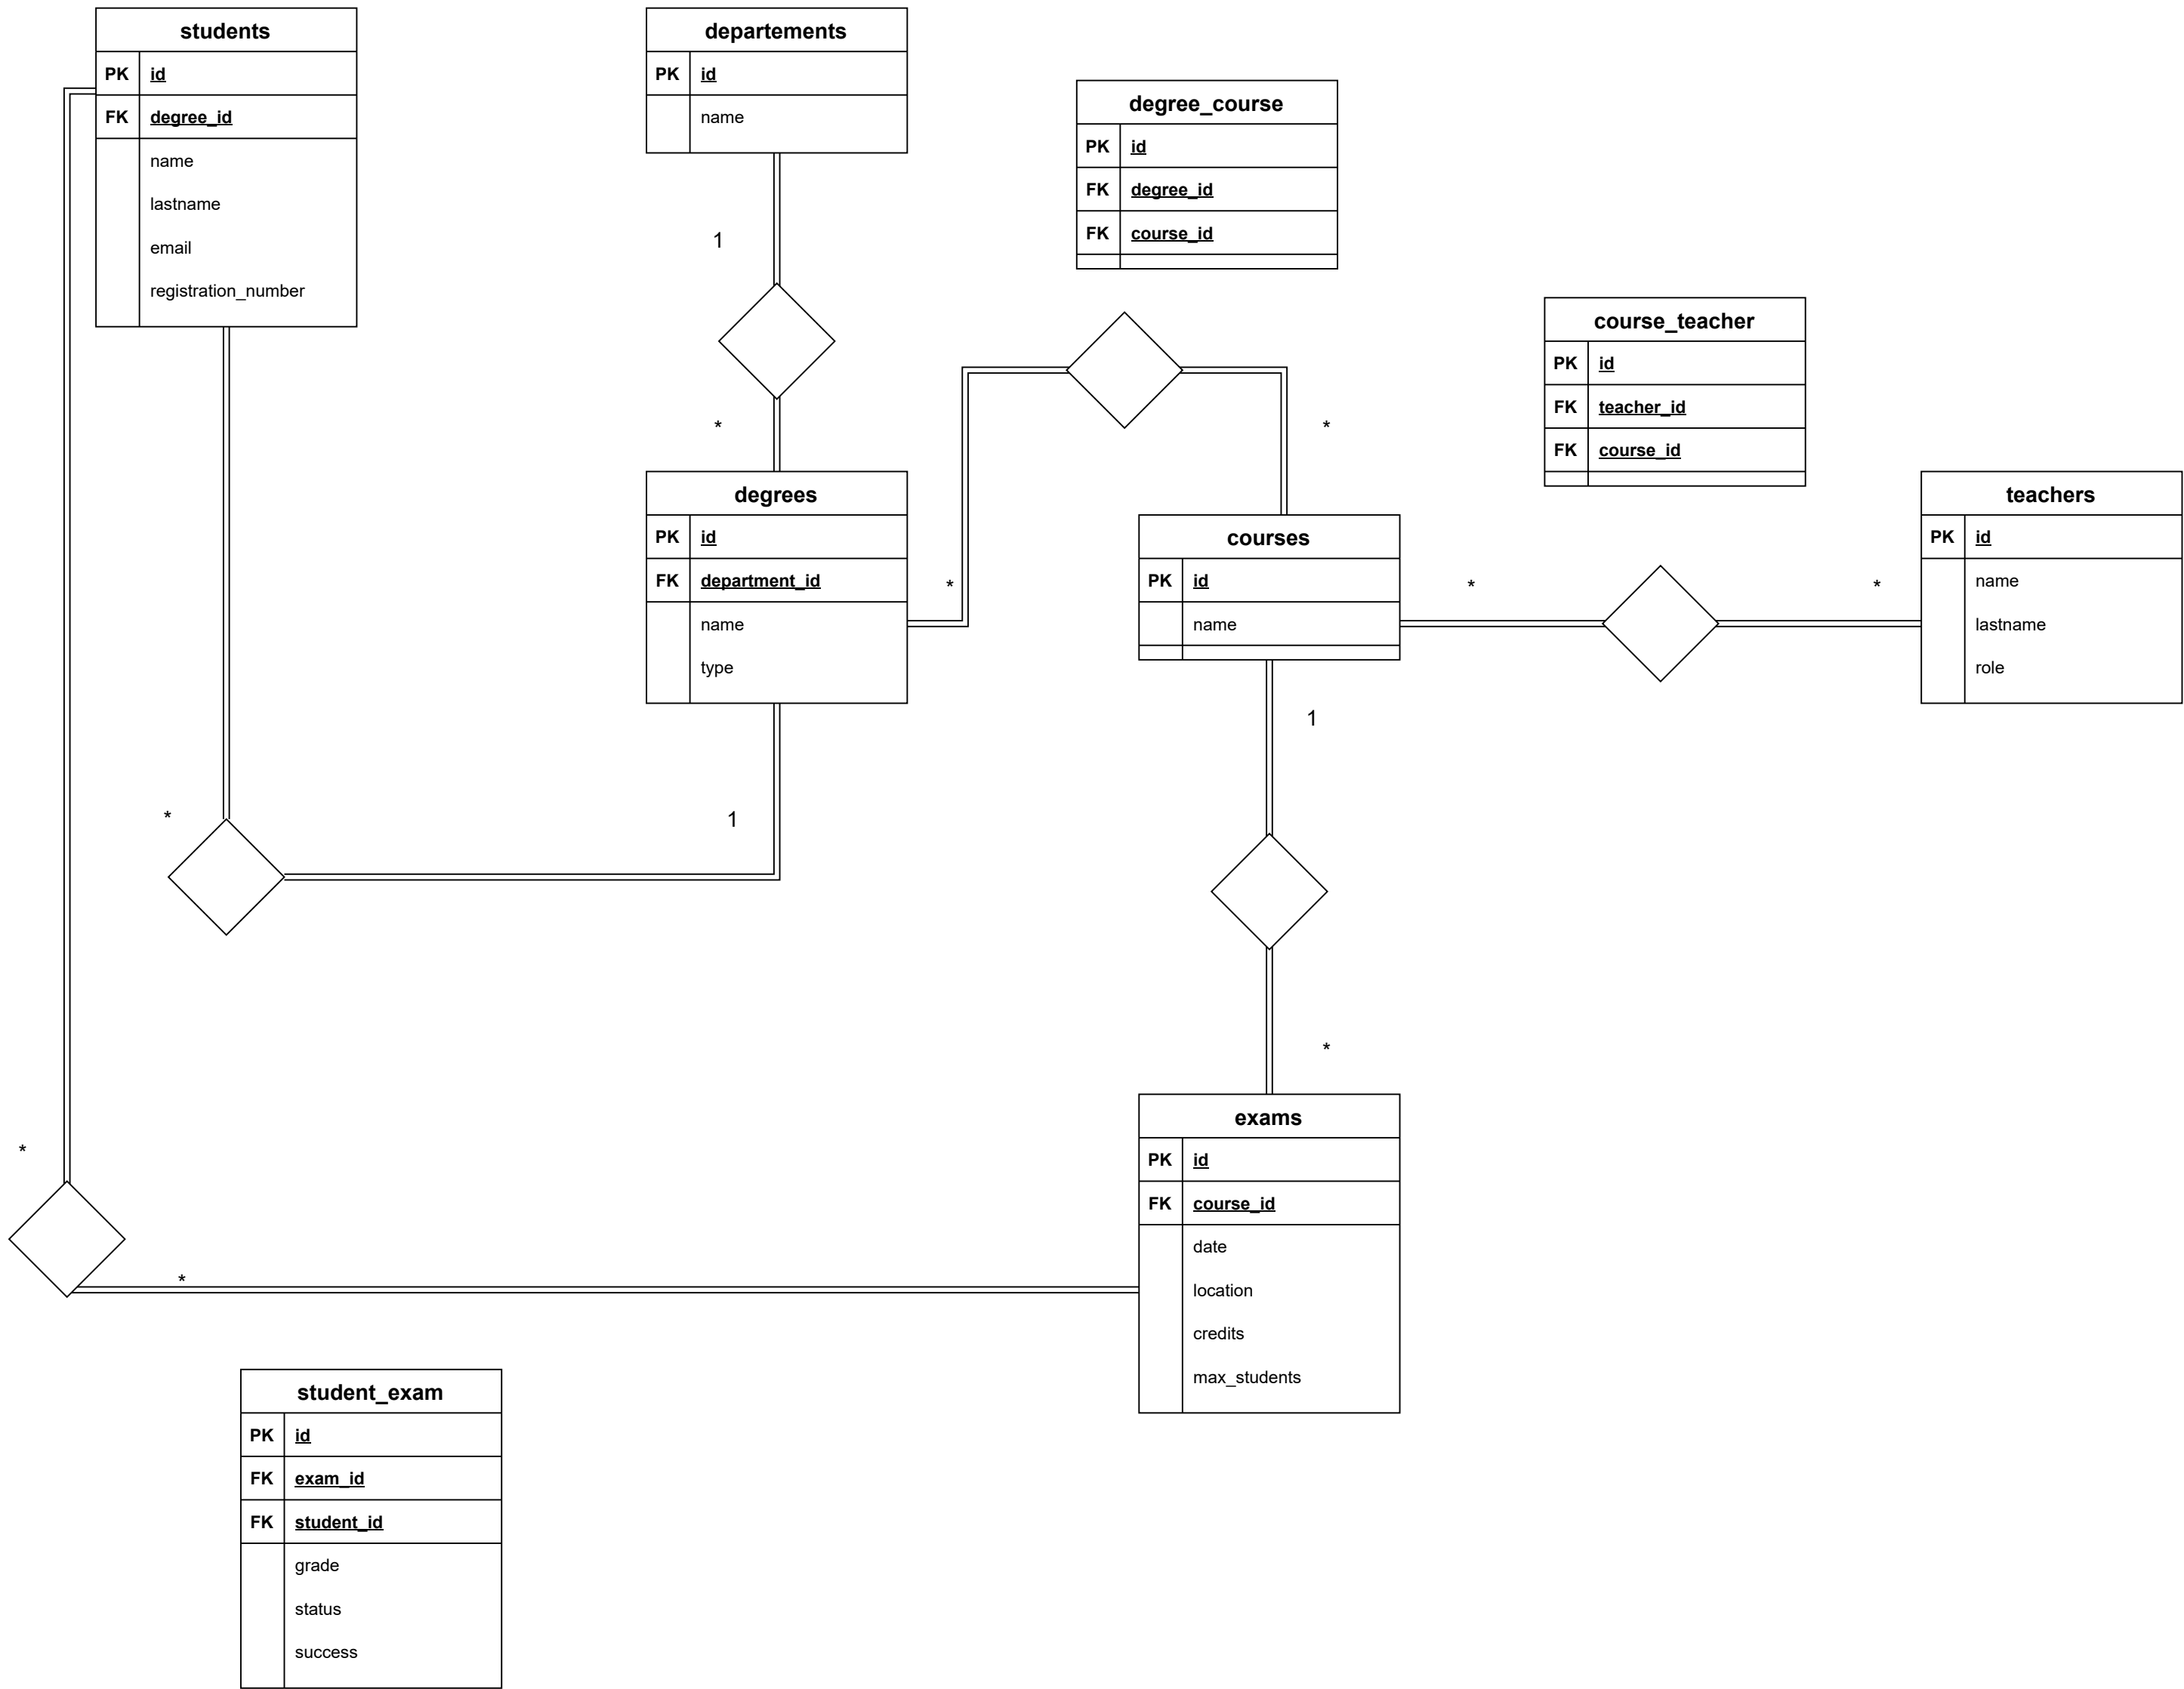 students
PK id
FK degree_id
name
lastname
email
registration_number
departements
PK id
name
degree_course
PK id
FK degree_id
FK course_id
1
*
*
course_teacher
PK id
FK teacher_id
FK course_id
degrees
PK id
FK department_id
name
type
*
courses
PK id
name
*
*
teachers
PK id
name
lastname
role
1
*
1
*
exams
PK id
FK course_id
date
location
credits
max_students
*
*
student_exam
PK id
FK exam_id
FK student_id
grade
status
success